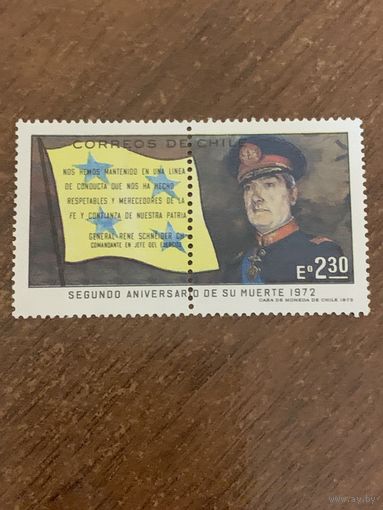 CORREOS DE CHILE
NOS HEMOS MANTENIDO EN UNA LINEA
DE CONDUCTA QUE NOS HA HECHO
RESPETABLES Y MERECEDORES DE LA
FE Y CONFIANZA DE NUESTRA PATRIA
GENERAL RENE SCHNEIDER CH
COMANDANTE EN JEFE DEL EJERCITO
Eº 2 30
SEGUNDO ANIVERSARIO DE SU MUERTE 1972
CASA DE MONEDA DE CHILE 1972
www.ay.by